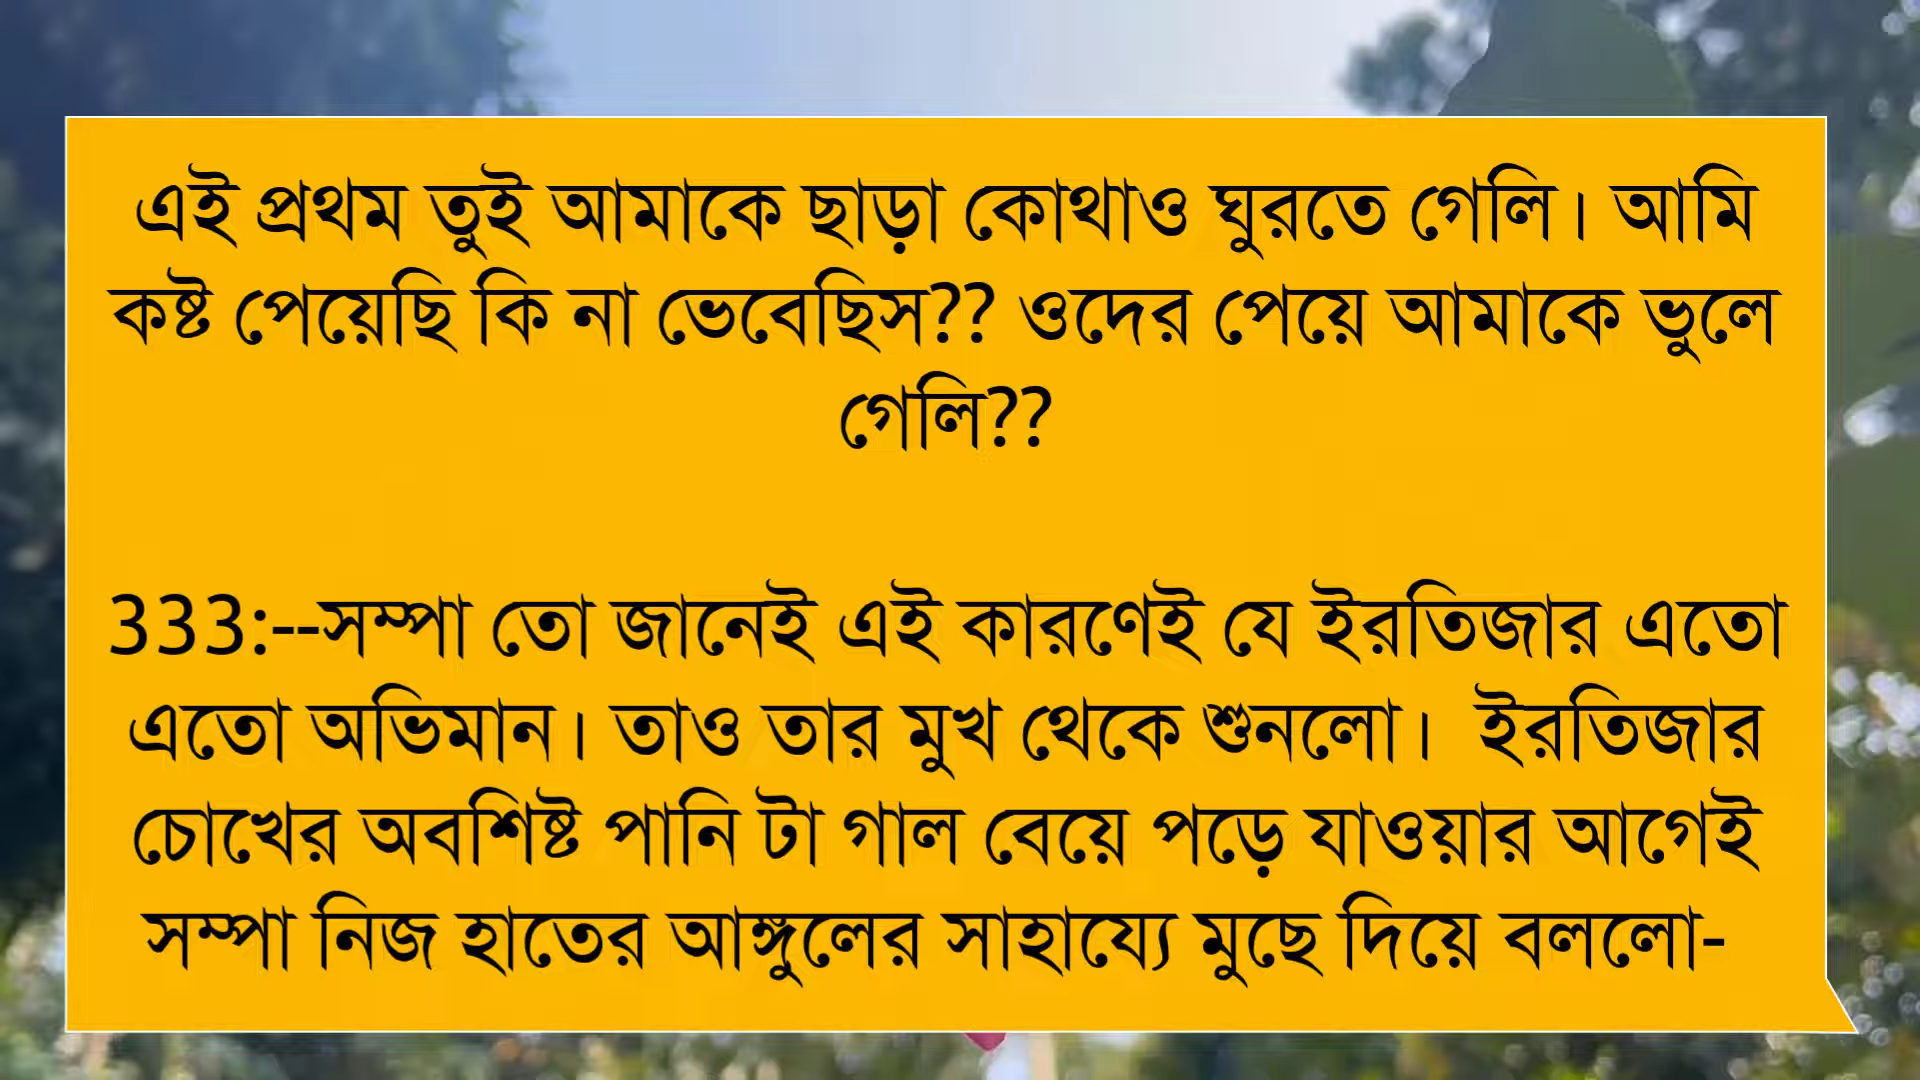 এই প্রথম তুই আমাকে ছাড়া কোথাও ঘুরতে গেলি। আমি
কষ্ট পেয়েছি কি না ভেবেছিস?? ওদের পেয়ে আমাকে ভুলে
গেলি??
333:--সম্পা তো জানেই এই কারণেই যে ইরতিজার এতো
এতো অভিমান। তাও তার মুখ থেকে শুনলো।  ইরতিজার
চোখের অবশিষ্ট পানি টা গাল বেয়ে পড়ে যাওয়ার আগেই
সম্পা নিজ হাতের আঙ্গুলের সাহায্যে মুছে দিয়ে বললো-